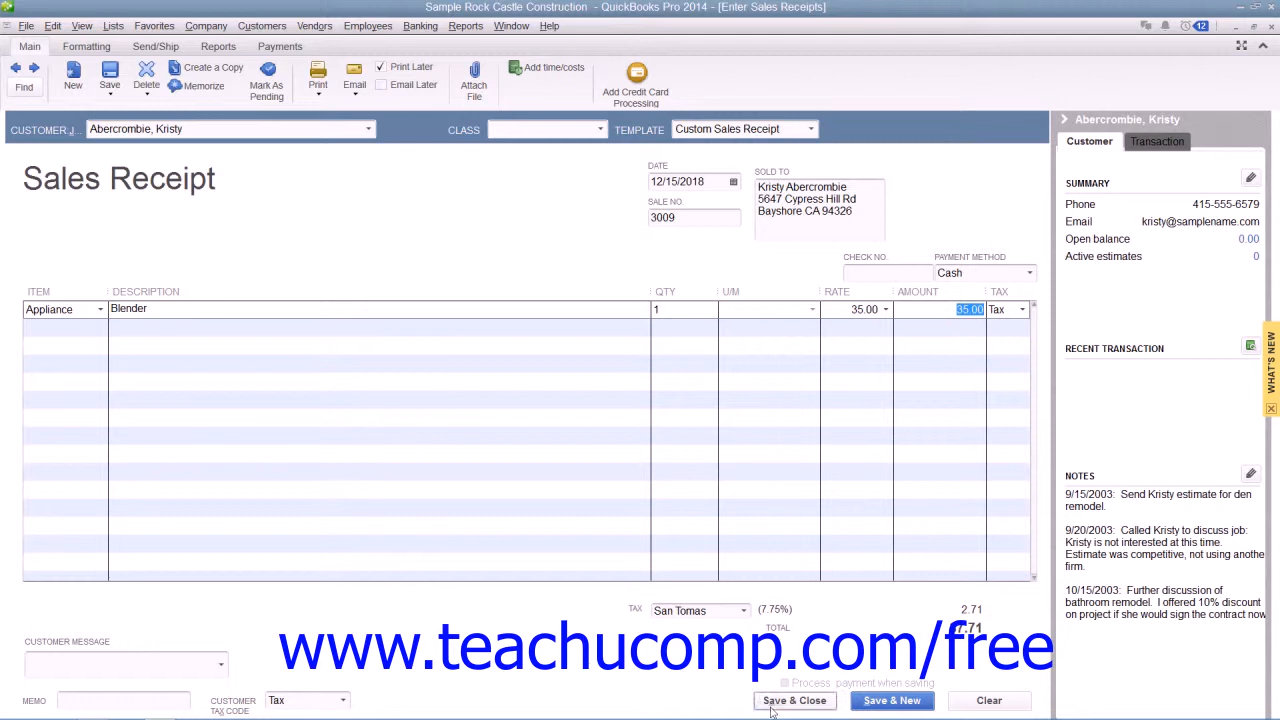 Sample Rock Castle Construction - QuickBooks Pro 2014 - [Enter Sales Receipts]
File Edit View Lists Favorites Company Customers Vendors Employees Banking Reports Window Help 12
Main Formatting Send/Ship Reports Payments
Find New Save Delete Create a Copy Memorize Mark As Pending Print Email Print Later Email Later Attach File Add time/costs Add Credit Card Processing
CUSTOMER:J... Abercrombie, Kristy CLASS TEMPLATE Custom Sales Receipt
Sales Receipt
DATE
12/15/2018
SALE NO.
3009
SOLD TO
Kristy Abercrombie
5647 Cypress Hill Rd
Bayshore CA 94326
CHECK NO. PAYMENT METHOD
Cash
ITEM DESCRIPTION QTY U/M RATE AMOUNT TAX
Appliance Blender 1 35.00 35.00 Tax
TAX San Tomas (7.75%) 2.71
TOTAL 7.71
CUSTOMER MESSAGE
www.teachucomp.com/free
Process payment when saving
MEMO CUSTOMER TAX CODE Tax
Save & Close Save & New Clear
Abercrombie, Kristy
Customer Transaction
SUMMARY
Phone 415-555-6579
Email kristy@samplename.com
Open balance 0.00
Active estimates 0
RECENT TRANSACTION
WHAT'S NEW
NOTES
9/15/2003: Send Kristy estimate for den
remodel.
9/20/2003: Called Kristy to discuss job:
Kristy is not interested at this time.
Estimate was competitive, not using anothe
firm.
10/15/2003: Further discussion of
bathroom remodel. I offered 10% discount
on project if she would sign the contract now